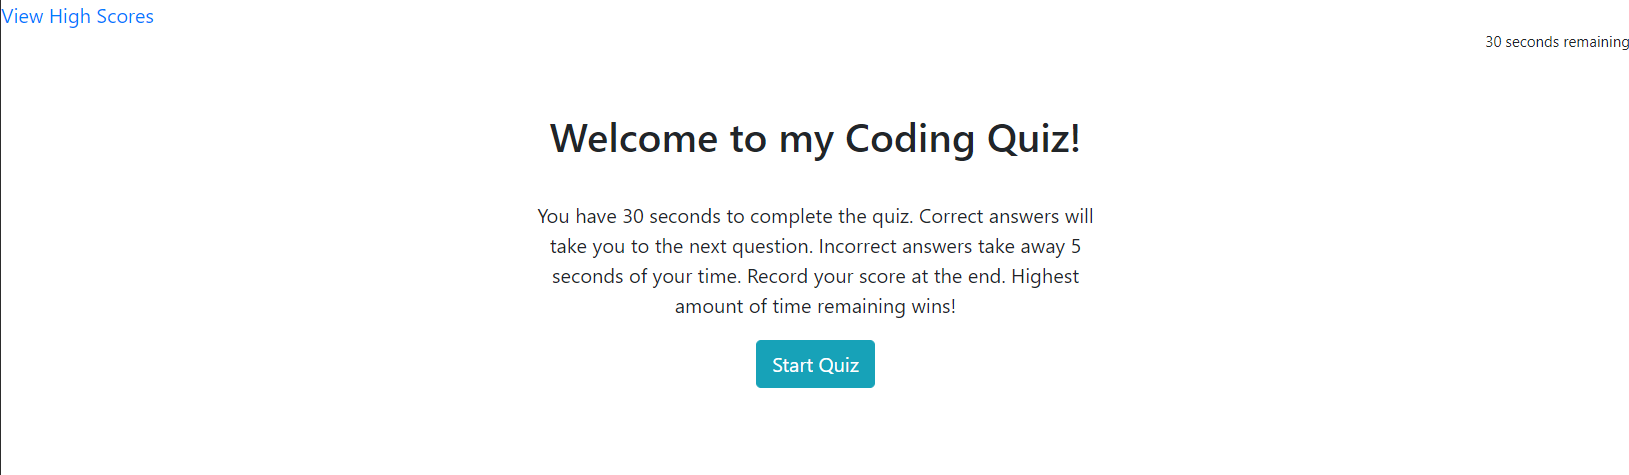 View High Scores
30 seconds remaining
Welcome to my Coding Quiz!
You have 30 seconds to complete the quiz. Correct answers will
take you to the next question. Incorrect answers take away 5
seconds of your time. Record your score at the end. Highest
amount of time remaining wins!
Start Quiz